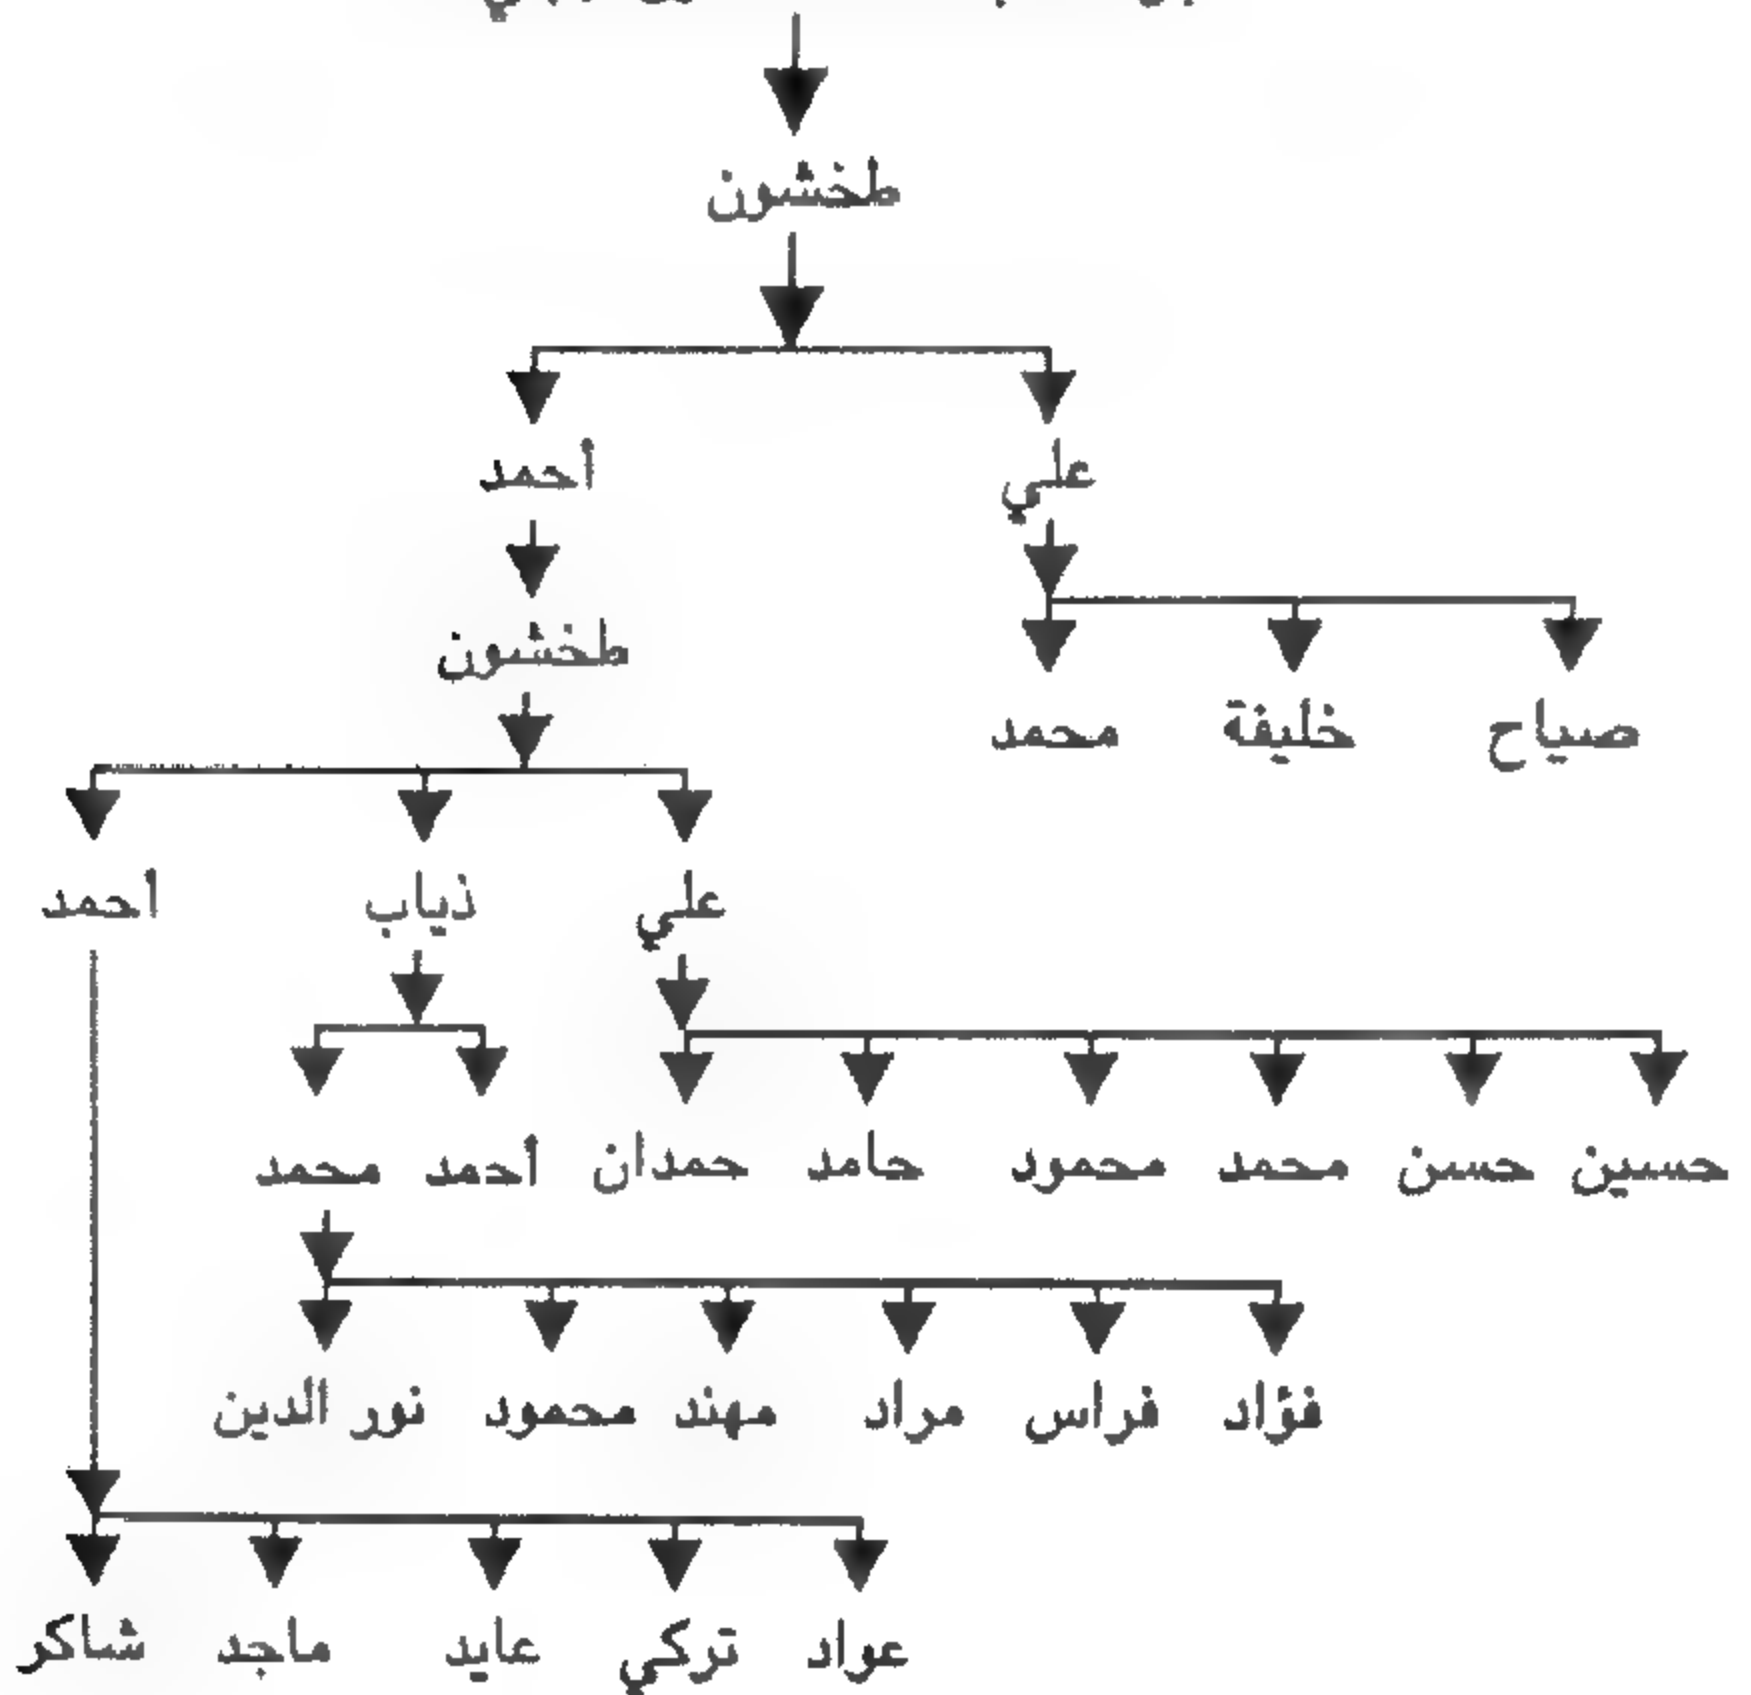 طخشون
علي أحمد
طخشون
صياح خليفة محمد
علي ذياب أحمد
حسين حسن محمد محمود حامد حمدان أحمد محمد
فؤاد فراس مراد مهند محمود نور الدين
عواد تركي عايد ماجد شاكر